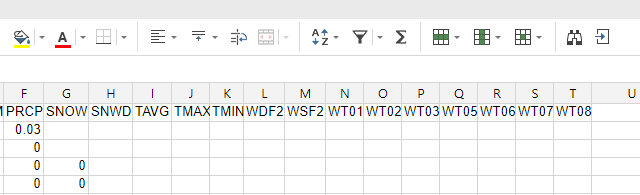 A
A Z
Σ
F G H I J K L M N O P Q R S T U
M PRCP SNOW SNWD TAVG TMAX TMIN WDF2 WSF2 WT01 WT02 WT03 WT05 WT06 WT07 WT08
0.03
0
0 0
0 0